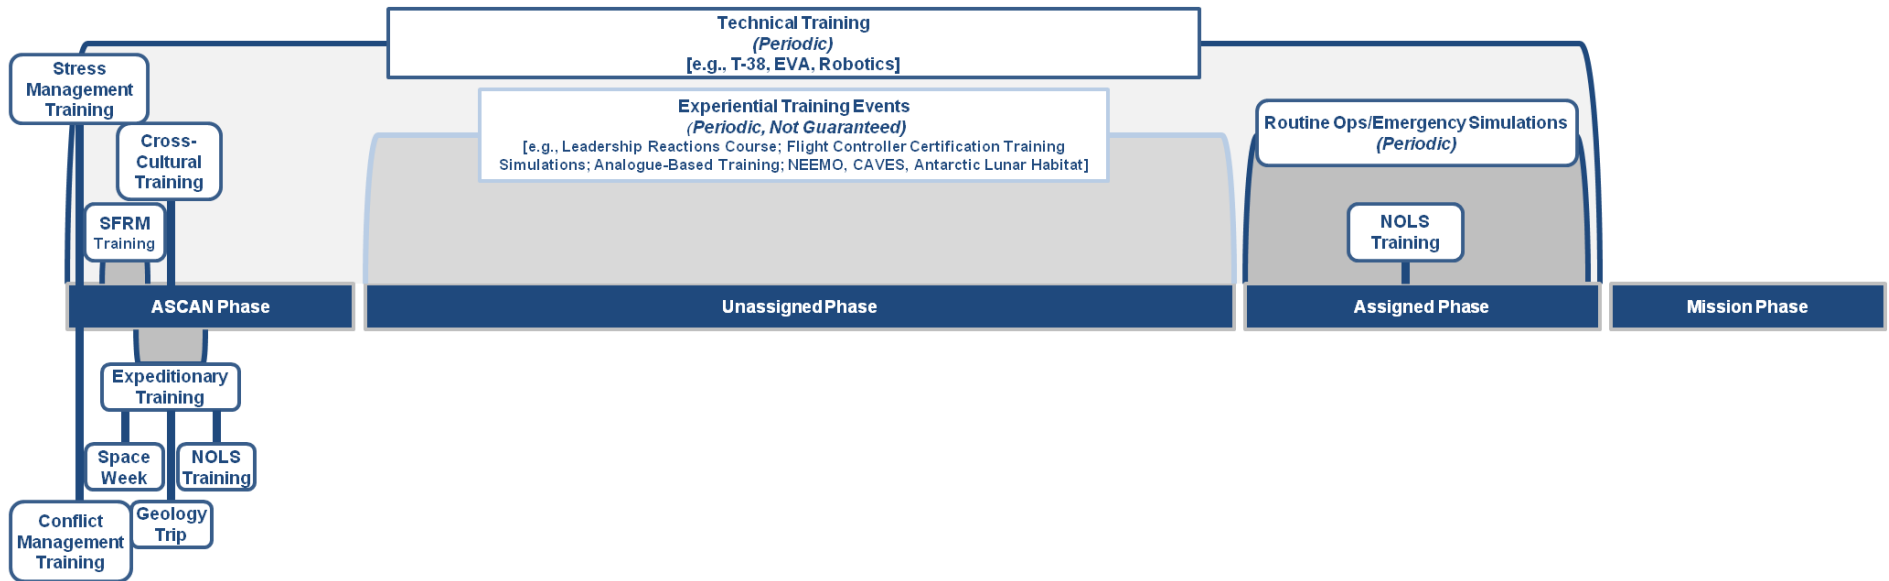 Technical Training
(Periodic)
[e.g., T-38, EVA, Robotics]
Stress
Management
Training
Experiential Training Events
(Periodic, Not Guaranteed)
[e.g., Leadership Reactions Course; Flight Controller Certification Training
Simulations; Analogue-Based Training; NEEMO, CAVES, Antarctic Lunar Habitat]
Routine Ops/Emergency Simulations
(Periodic)
Cross-
Cultural
Training
SFRM
Training
NOLS
Training
ASCAN Phase
Unassigned Phase
Assigned Phase
Mission Phase
Expeditionary
Training
Space
Week
NOLS
Training
Conflict
Management
Training
Geology
Trip